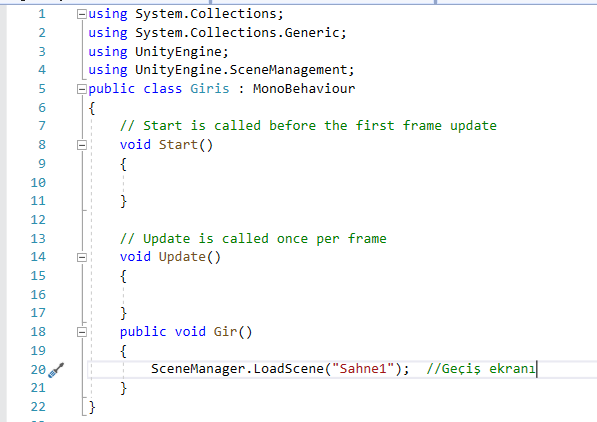 1 using System.Collections;
2 using System.Collections.Generic;
3 using UnityEngine;
4 using UnityEngine.SceneManagement;
5 public class Giris : MonoBehaviour
6 {
7 // Start is called before the first frame update
8 void Start()
9 {
10
11 }
12
13 // Update is called once per frame
14 void Update()
15 {
16
17 }
18 public void Gir()
19 {
20 SceneManager.LoadScene("Sahne1"); //Geçiş ekranı
21 }
22 }